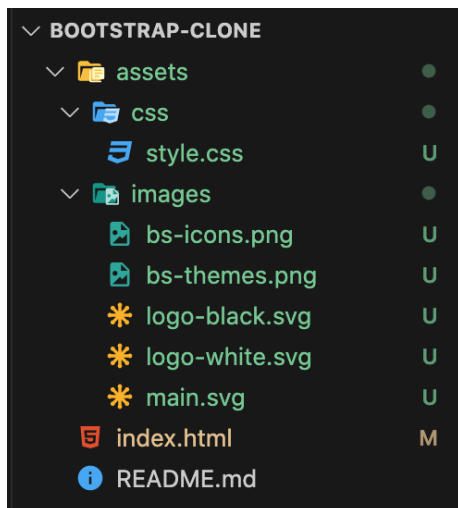 BOOTSTRAP-CLONE
assets
css
style.css U
images
bs-icons.png U
bs-themes.png U
logo-black.svg U
logo-white.svg U
main.svg U
index.html M
README.md